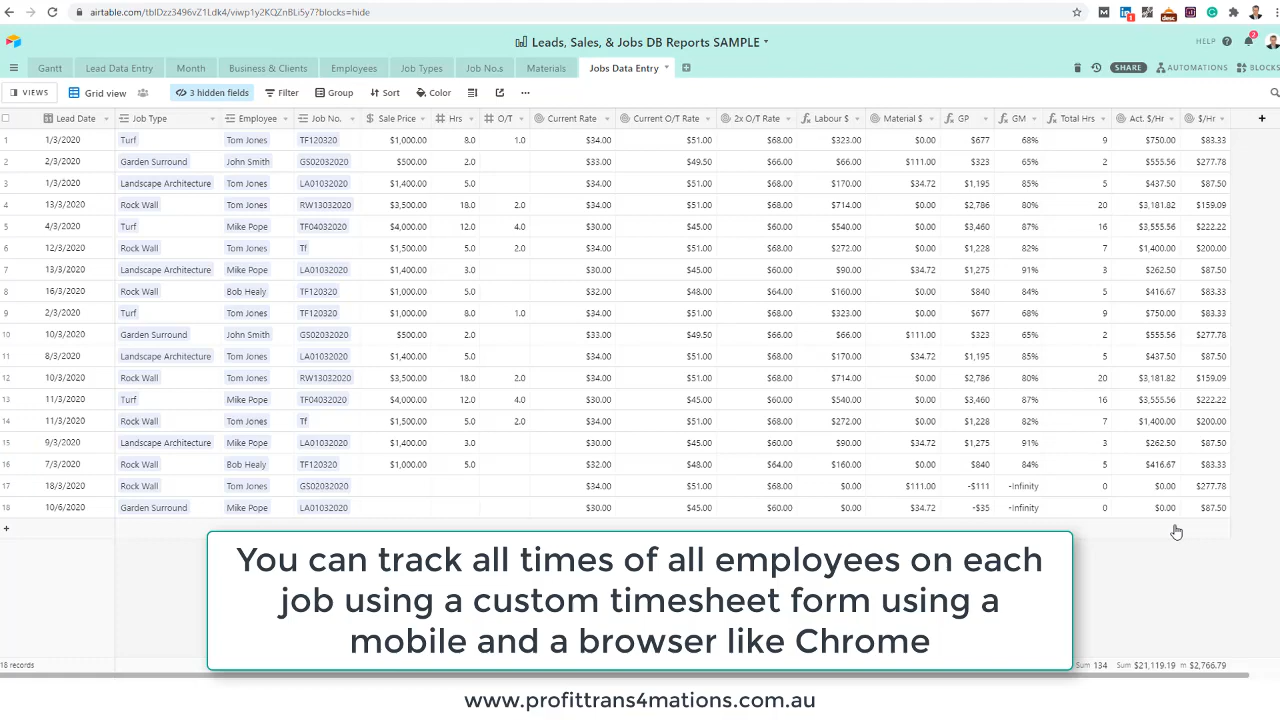 airtable.com/tblDzz3496vZ1Ldk4/viwp1y2KQZnBLi5y7?blocks=hide
desc
Leads, Sales, & Jobs DB Reports SAMPLE
HELP
2
Gantt Lead Data Entry Month Business & Clients Employees Job Types Job No.s Materials Jobs Data Entry SHARE AUTOMATIONS BLOCKS
VIEWS Grid view 3 hidden fields Filter Group Sort Color
Lead Date Job Type Employee Job No. Sale Price Hrs O/T Current Rate Current O/T Rate 2x O/T Rate Labour $ Material $ GP GM Total Hrs Act. $/Hr $/Hr
1 1/3/2020 Turf Tom Jones TF120320 $1,000.00 8.0 1.0 $34.00 $51.00 $68.00 $323.00 $0.00 $677 68% 9 $750.00 $83.33
2 2/3/2020 Garden Surround John Smith GS02032020 $500.00 2.0 $33.00 $49.50 $66.00 $66.00 $111.00 $323 65% 2 $555.56 $277.78
3 1/3/2020 Landscape Architecture Tom Jones LA01032020 $1,400.00 5.0 $34.00 $51.00 $68.00 $170.00 $34.72 $1,195 85% 5 $437.50 $87.50
4 13/3/2020 Rock Wall Tom Jones RW13032020 $3,500.00 18.0 2.0 $34.00 $51.00 $68.00 $714.00 $0.00 $2,786 80% 20 $3,181.82 $159.09
5 4/3/2020 Turf Mike Pope TF04032020 $4,000.00 12.0 4.0 $30.00 $45.00 $60.00 $540.00 $0.00 $3,460 87% 16 $3,555.56 $222.22
6 12/3/2020 Rock Wall Tom Jones Tf $1,500.00 5.0 2.0 $34.00 $51.00 $68.00 $272.00 $0.00 $1,228 82% 7 $1,400.00 $200.00
7 13/3/2020 Landscape Architecture Mike Pope LA01032020 $1,400.00 3.0 $30.00 $45.00 $60.00 $90.00 $34.72 $1,275 91% 3 $262.50 $87.50
8 16/3/2020 Rock Wall Bob Healy TF120320 $1,000.00 5.0 $32.00 $48.00 $64.00 $160.00 $0.00 $840 84% 5 $416.67 $83.33
9 2/3/2020 Turf Tom Jones TF120320 $1,000.00 8.0 1.0 $34.00 $51.00 $68.00 $323.00 $0.00 $677 68% 9 $750.00 $83.33
10 10/3/2020 Garden Surround John Smith GS02032020 $500.00 2.0 $33.00 $49.50 $66.00 $66.00 $111.00 $323 65% 2 $555.56 $277.78
11 8/3/2020 Landscape Architecture Tom Jones LA01032020 $1,400.00 5.0 $34.00 $51.00 $68.00 $170.00 $34.72 $1,195 85% 5 $437.50 $87.50
12 10/3/2020 Rock Wall Tom Jones RW13032020 $3,500.00 18.0 2.0 $34.00 $51.00 $68.00 $714.00 $0.00 $2,786 80% 20 $3,181.82 $159.09
13 11/3/2020 Turf Mike Pope TF04032020 $4,000.00 12.0 4.0 $30.00 $45.00 $60.00 $540.00 $0.00 $3,460 87% 16 $3,555.56 $222.22
14 11/3/2020 Rock Wall Tom Jones Tf $1,500.00 5.0 2.0 $34.00 $51.00 $68.00 $272.00 $0.00 $1,228 82% 7 $1,400.00 $200.00
15 9/3/2020 Landscape Architecture Mike Pope LA01032020 $1,400.00 3.0 $30.00 $45.00 $60.00 $90.00 $34.72 $1,275 91% 3 $262.50 $87.50
16 7/3/2020 Rock Wall Bob Healy TF120320 $1,000.00 5.0 $32.00 $48.00 $64.00 $160.00 $0.00 $840 84% 5 $416.67 $83.33
17 18/3/2020 Rock Wall Tom Jones GS02032020 $34.00 $51.00 $68.00 $0.00 $111.00 -$111 -Infinity 0 $0.00 $277.78
18 10/6/2020 Garden Surround Mike Pope LA01032020 $30.00 $45.00 $60.00 $0.00 $34.72 -$35 -Infinity 0 $0.00 $87.50
You can track all times of all employees on each
job using a custom timesheet form using a
mobile and a browser like Chrome
18 records Sum 134 Sum $21,119.19 m $2,766.79
www.profittrans4mations.com.au